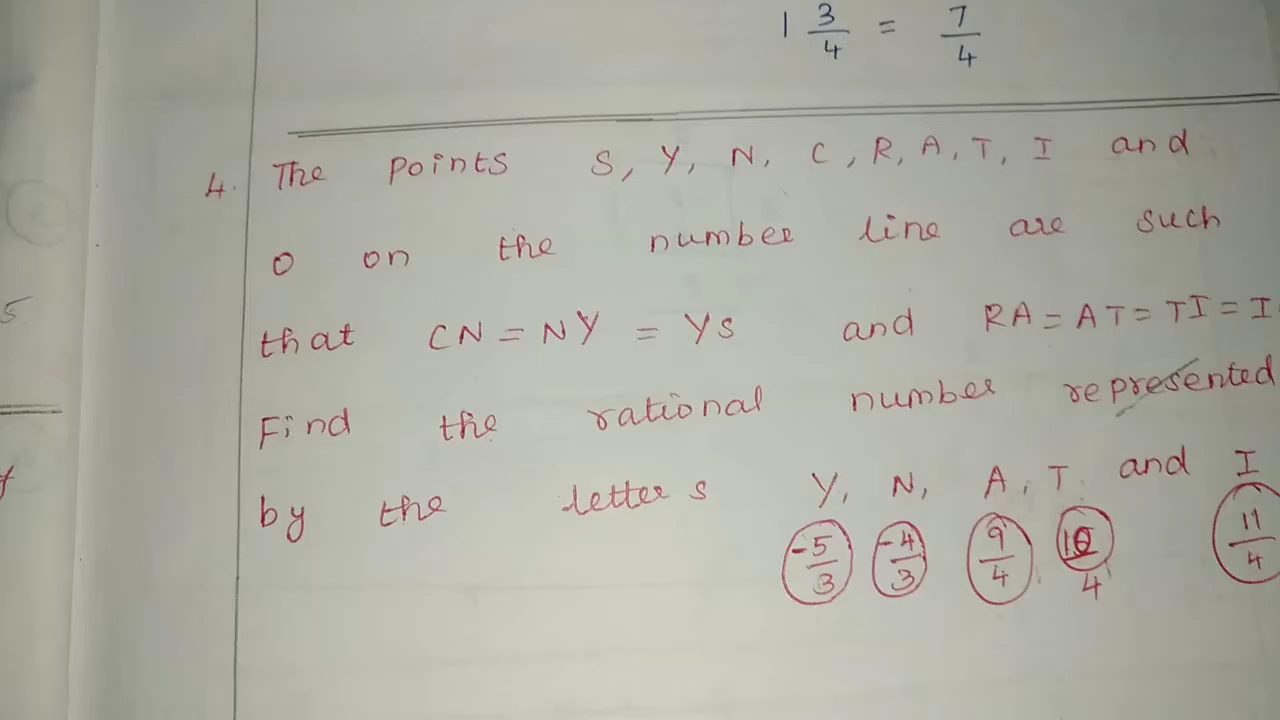 1 3/4 = 7/4
4. The points S, Y, N, C, R, A, T, I and
O on the number line are such
5
that CN = NY = YS and RA = AT = TI = I
Find the rational number represented
by the letters Y, N, A, T and I
-5/3 -4/3 9/4 10/4 11/4